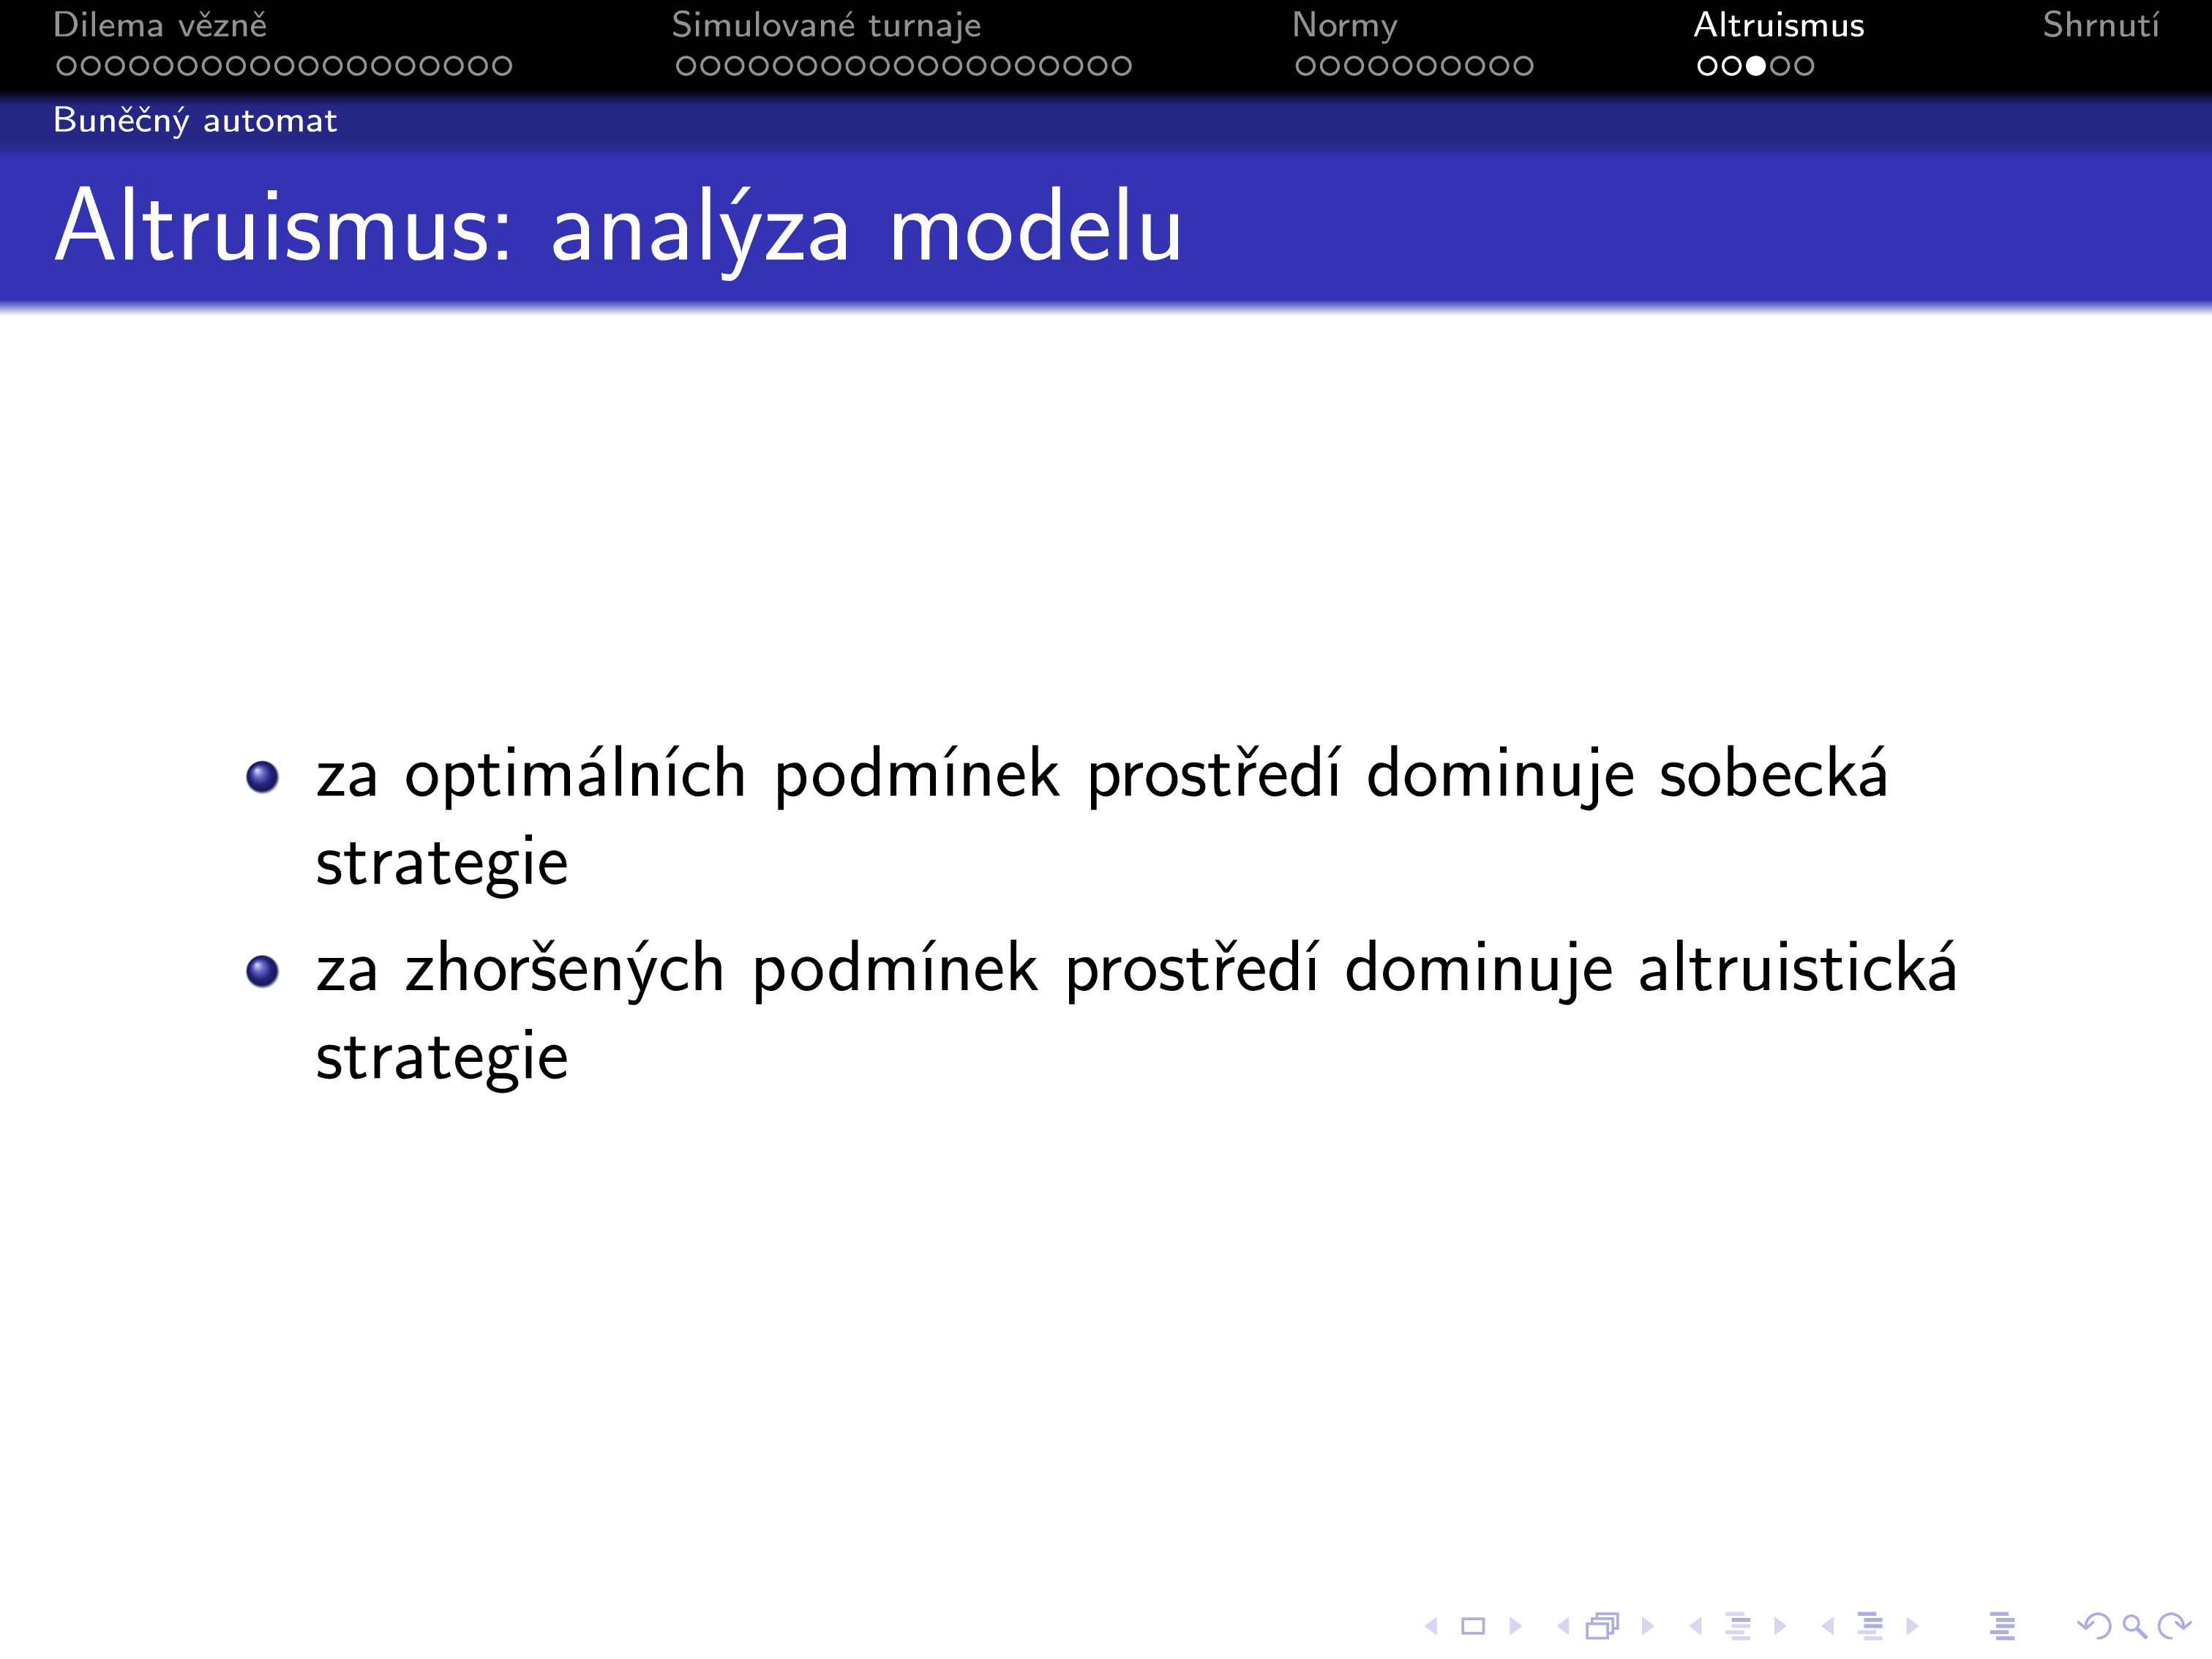 Dilema vězně Simulované turnaje Normy Altruismus Shrnutí
Buněčný automat
Altruismus: analýza modelu
za optimálních podmínek prostředí dominuje sobecká
strategie
za zhoršených podmínek prostředí dominuje altruistická
strategie